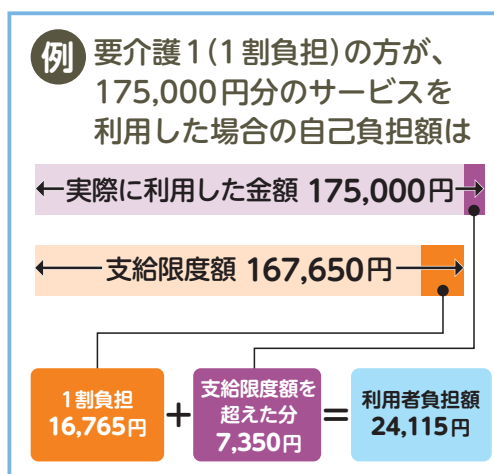 例 要介護1(1割負担)の方が、
175,000円分のサービスを
利用した場合の自己負担額は
実際に利用した金額 175,000円
支給限度額 167,650円
1割負担
16,765円
+
支給限度額を
超えた分
7,350円
=
利用者負担額
24,115円